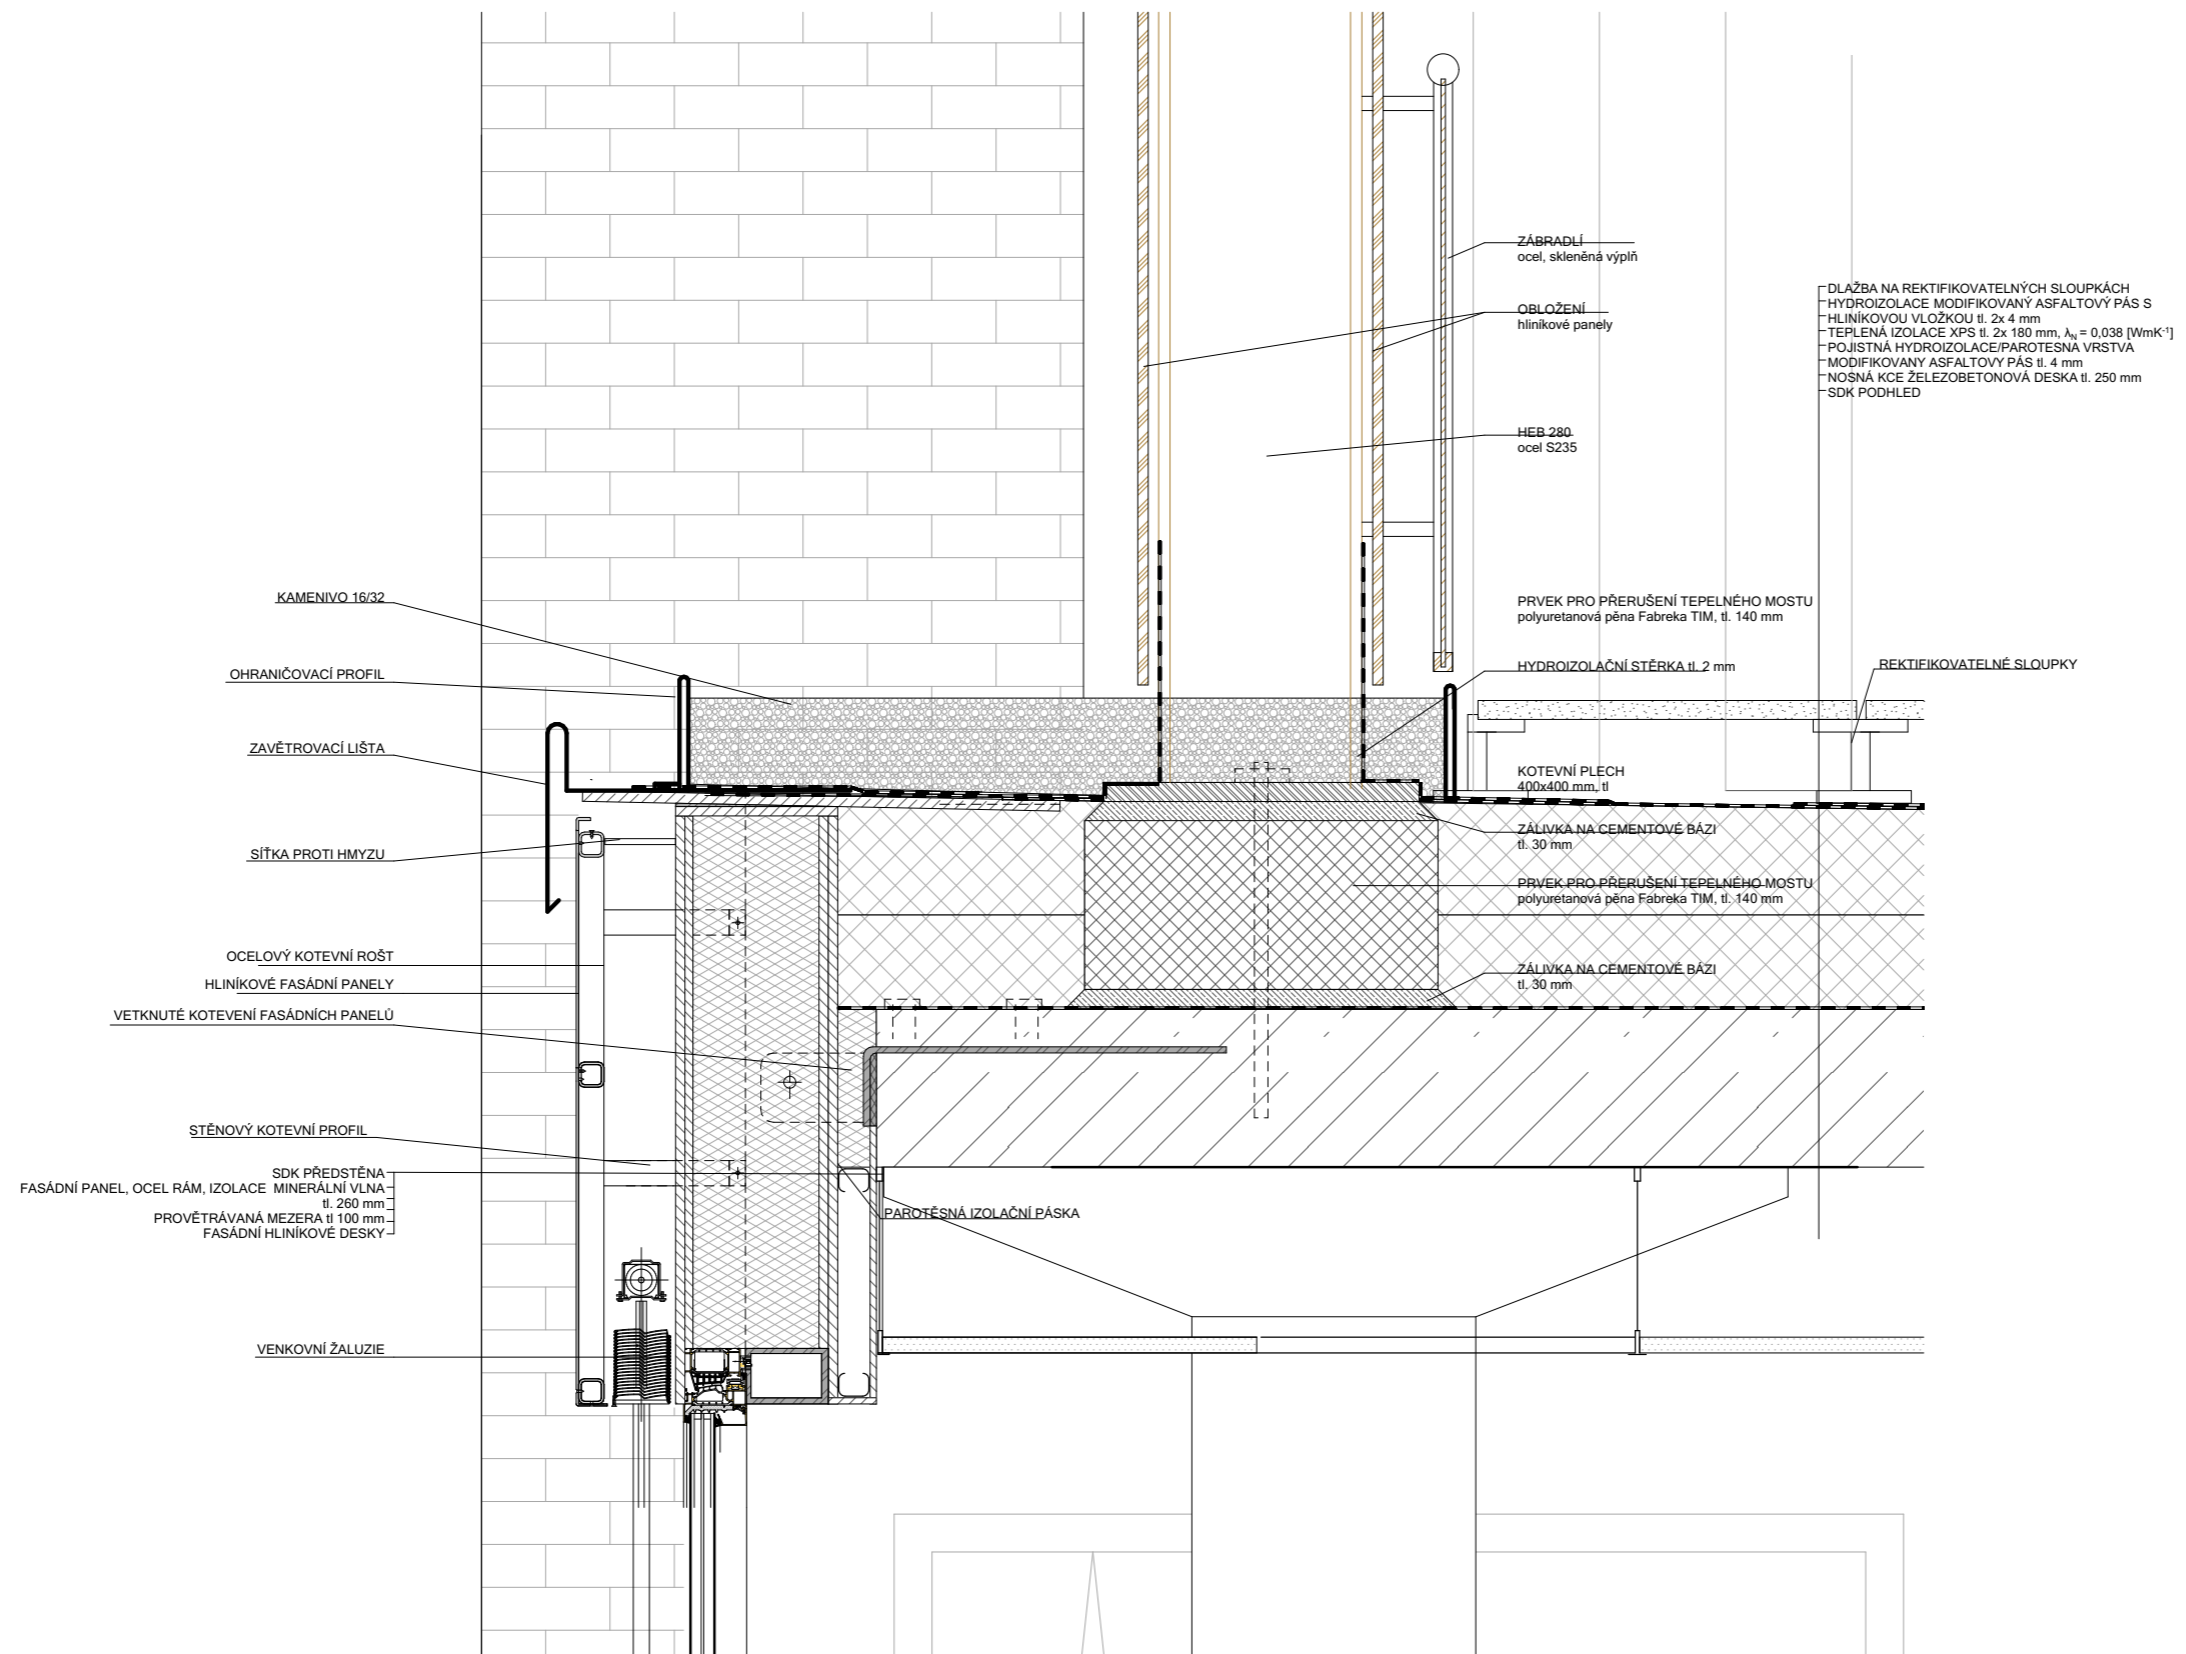 ZÁBRADLÍ
ocel, skleněná výplň
OBLOŽENÍ
hliníkové panely
HEB 280
ocel S235
DLAŽBA NA REKTIFIKOVATELNÝCH SLOUPKÁCH
HYDROIZOLACE MODIFIKOVANÝ ASFALTOVÝ PÁS S
HLINÍKOVOU VLOŽKOU tl. 2x 4 mm
TEPLENÁ IZOLACE XPS tl. 2x 180 mm, λN = 0,038 [WmK-1]
POJISTNÁ HYDROIZOLACE/PAROTESNA VRSTVA
MODIFIKOVANY ASFALTOVY PÁS tl. 4 mm
NOSNÁ KCE ŽELEZOBETONOVÁ DESKA tl. 250 mm
SDK PODHLED
PRVEK PRO PŘERUŠENÍ TEPELNÉHO MOSTU
polyuretanová pěna Fabreka TIM, tl. 140 mm
HYDROIZOLAČNÍ STĚRKA tl. 2 mm
REKTIFIKOVATELNÉ SLOUPKY
KOTEVNÍ PLECH
400x400 mm, tl
ZÁLIVKA NA CEMENTOVÉ BÁZI
tl. 30 mm
PRVEK PRO PŘERUŠENÍ TEPELNÉHO MOSTU
polyuretanová pěna Fabreka TIM, tl. 140 mm
ZÁLIVKA NA CEMENTOVÉ BÁZI
tl. 30 mm
KAMENIVO 16/32
OHRANIČOVACÍ PROFIL
ZAVĚTROVACÍ LIŠTA
SÍŤKA PROTI HMYZU
OCELOVÝ KOTEVNÍ ROŠT
HLINÍKOVÉ FASÁDNÍ PANELY
VETKNUTÉ KOTEVENÍ FASÁDNÍCH PANELŮ
STĚNOVÝ KOTEVNÍ PROFIL
SDK PŘEDSTĚNA
FASÁDNÍ PANEL, OCEL RÁM, IZOLACE MINERÁLNÍ VLNA
tl. 260 mm
PROVĚTRÁVANÁ MEZERA tl 100 mm
FASÁDNÍ HLINÍKOVÉ DESKY
PAROTĚSNÁ IZOLAČNÍ PÁSKA
VENKOVNÍ ŽALUZIE